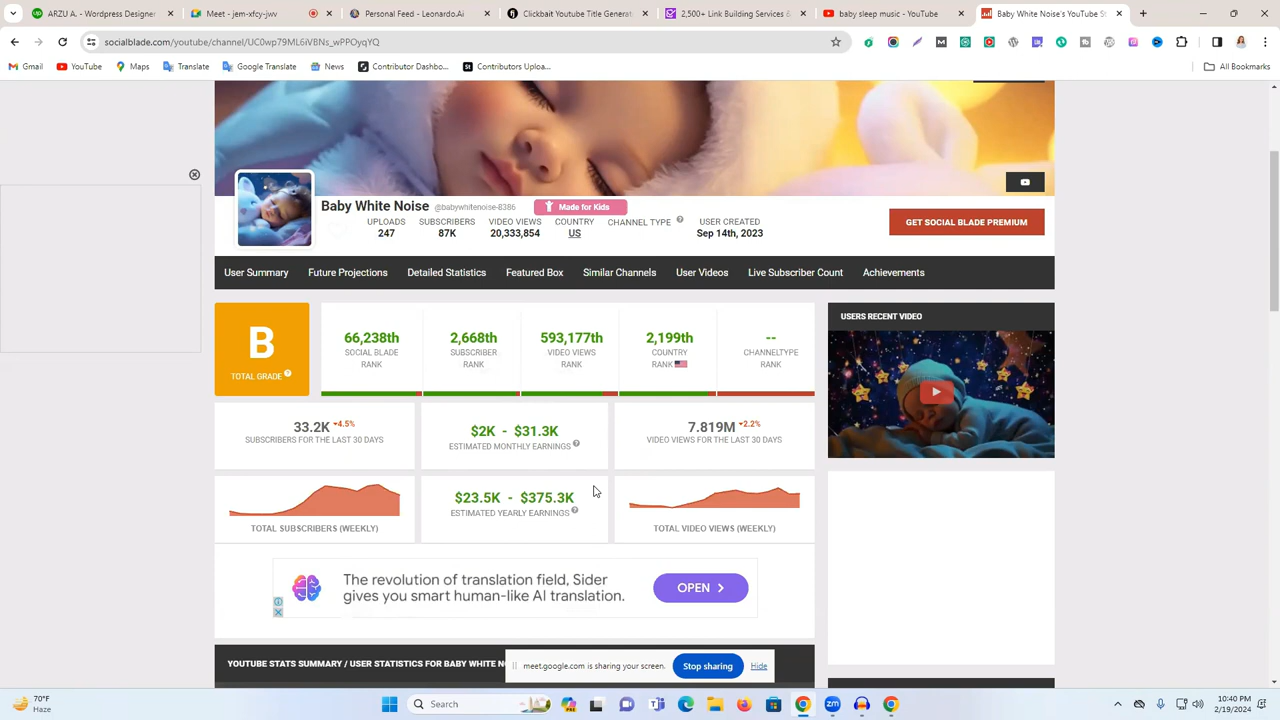 ARZU A. - Wordpress Designer
Meet - jem-xfcy-jwv
Personal Feed - Leonardo.Ai
Clickbait Youtube Title Generat
2,500+ Link Building Services &
baby sleep music - YouTube
Baby White Noise's YouTube St
socialblade.com/youtube/channel/UC0wp79ML6iVBNs_wPPOyqYQ
Gmail
YouTube
Maps
Translate
Google Translate
News
Contributor Dashbo...
Contributors Uploa...
All Bookmarks
Baby White Noise @babywhitenoise-8386 Made for Kids
UPLOADS SUBSCRIBERS VIDEO VIEWS COUNTRY CHANNEL TYPE USER CREATED
247 87K 20,333,854 US Sep 14th, 2023
GET SOCIAL BLADE PREMIUM
User Summary Future Projections Detailed Statistics Featured Box Similar Channels User Videos Live Subscriber Count Achievements
B
TOTAL GRADE
66,238th
SOCIAL BLADE
RANK
2,668th
SUBSCRIBER
RANK
593,177th
VIDEO VIEWS
RANK
2,199th
COUNTRY
RANK
--
CHANNELTYPE
RANK
USERS RECENT VIDEO
33.2K 4.5%
SUBSCRIBERS FOR THE LAST 30 DAYS
$2K - $31.3K
ESTIMATED MONTHLY EARNINGS
7.819M 2.2%
VIDEO VIEWS FOR THE LAST 30 DAYS
TOTAL SUBSCRIBERS (WEEKLY)
$23.5K - $375.3K
ESTIMATED YEARLY EARNINGS
TOTAL VIDEO VIEWS (WEEKLY)
The revolution of translation field, Sider
gives you smart human-like AI translation.
OPEN
YOUTUBE STATS SUMMARY / USER STATISTICS FOR BABY WHITE NO
meet.google.com is sharing your screen.
Stop sharing
Hide
70°F
Haze
Search
10:40 PM
2/19/2024